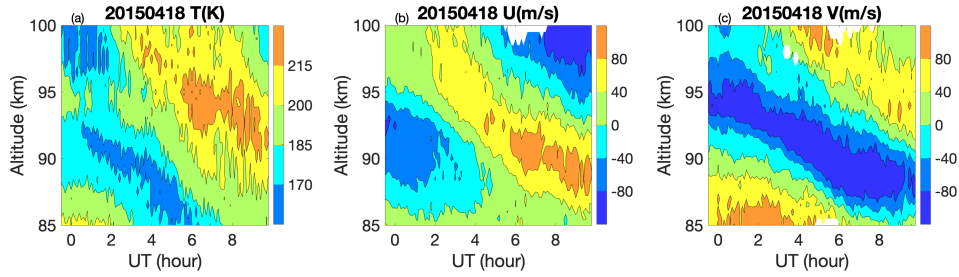 20150418 T(K)
(a)
100
95
90
85
Altitude (km)
0 2 4 6 8
UT (hour)
215
200
185
170
20150418 U(m/s)
(b)
100
95
90
85
Altitude (km)
0 2 4 6 8
UT (hour)
80
40
0
-40
-80
20150418 V(m/s)
(c)
100
95
90
85
Altitude (km)
0 2 4 6 8
UT (hour)
80
40
0
-40
-80